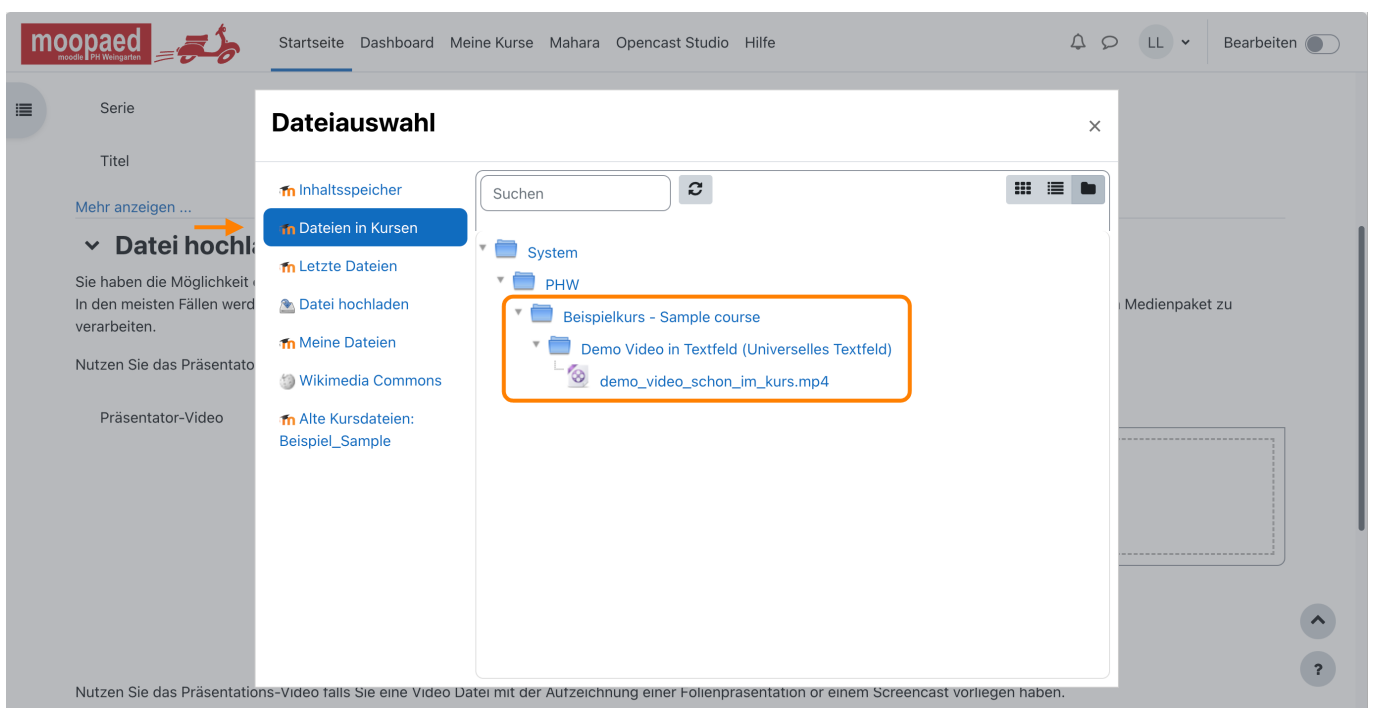 moopaed
moodle PH Weingarten
Startseite Dashboard Meine Kurse Mahara Opencast Studio Hilfe
LL
Bearbeiten
Serie
Titel
Mehr anzeigen ...
Datei hochla
Sie haben die Möglichkeit
In den meisten Fällen werd
Medienpaket zu
verarbeiten.
Nutzen Sie das Präsentato
Präsentator-Video
Dateiauswahl
×
Inhaltsspeicher
Dateien in Kursen
Letzte Dateien
Datei hochladen
Meine Dateien
Wikimedia Commons
Alte Kursdateien:
Beispiel_Sample
Suchen
System
PHW
Beispielkurs - Sample course
Demo Video in Textfeld (Universelles Textfeld)
demo_video_schon_im_kurs.mp4
?
Nutzen Sie das Präsentations-Video falls Sie eine Video Datei mit der Aufzeichnung einer Folienpräsentation or einem Screencast vorliegen haben.